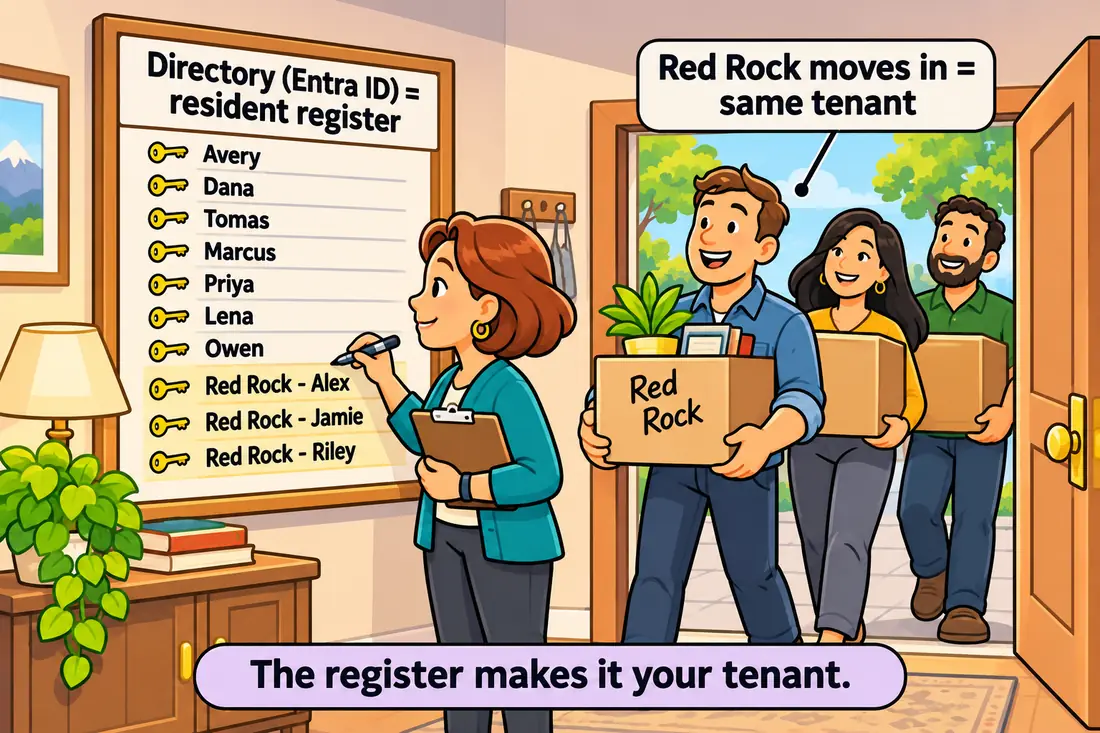 Directory (Entra ID) =
resident register
Avery
Dana
Tomas
Marcus
Priya
Lena
Owen
Red Rock - Alex
Red Rock - Jamie
Red Rock - Riley
Red Rock moves in =
same tenant
Red
Rock
The register makes it your tenant.